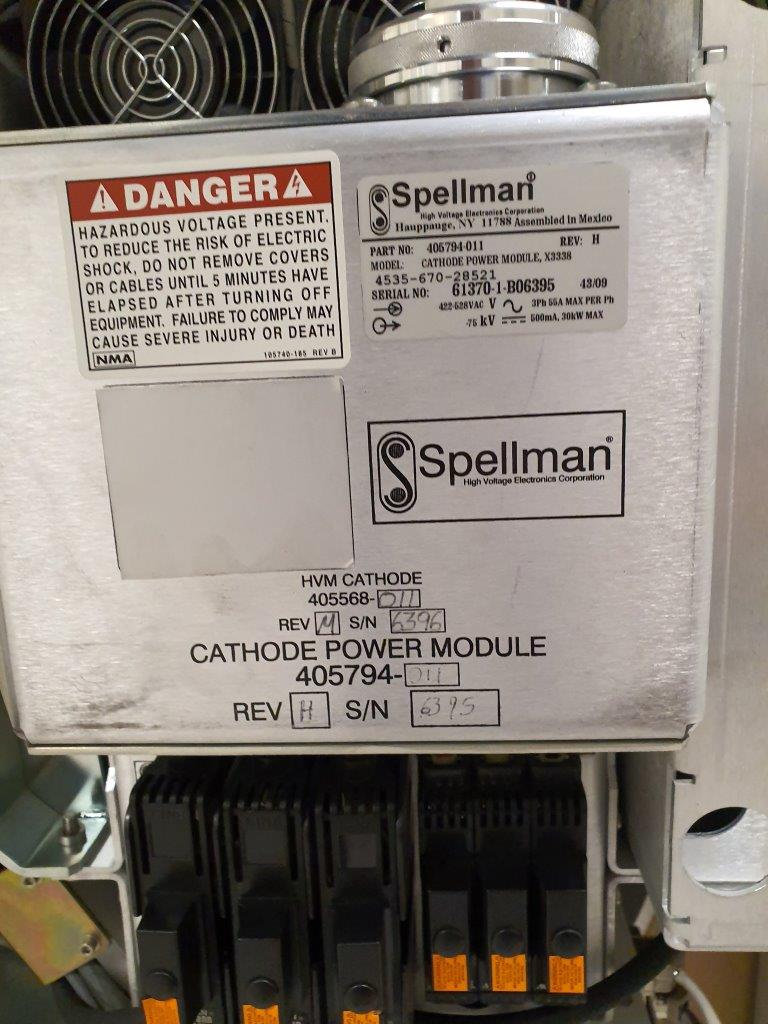 DANGER
HAZARDOUS VOLTAGE PRESENT.
TO REDUCE THE RISK OF ELECTRIC
SHOCK, DO NOT REMOVE COVERS
OR CABLES UNTIL 5 MINUTES HAVE
ELAPSED AFTER TURNING OFF
EQUIPMENT. FAILURE TO COMPLY MAY
CAUSE SEVERE INJURY OR DEATH
NMA 105740-185 REV B
Spellman®
High Voltage Electronics Corporation
Hauppauge, NY 11788 Assembled in Mexico
PART NO: 405794-011 REV: H
MODEL: CATHODE POWER MODULE, X3338
4535-670-28521
SERIAL NO: 61370-1-B06395 43/09
422-528VAC V 3Ph 55A MAX PER Ph
-75 kV 500mA, 30kW MAX
Spellman®
High Voltage Electronics Corporation
HVM CATHODE
405568-011
REV M S/N 6396
CATHODE POWER MODULE
405794-011
REV H S/N 6395